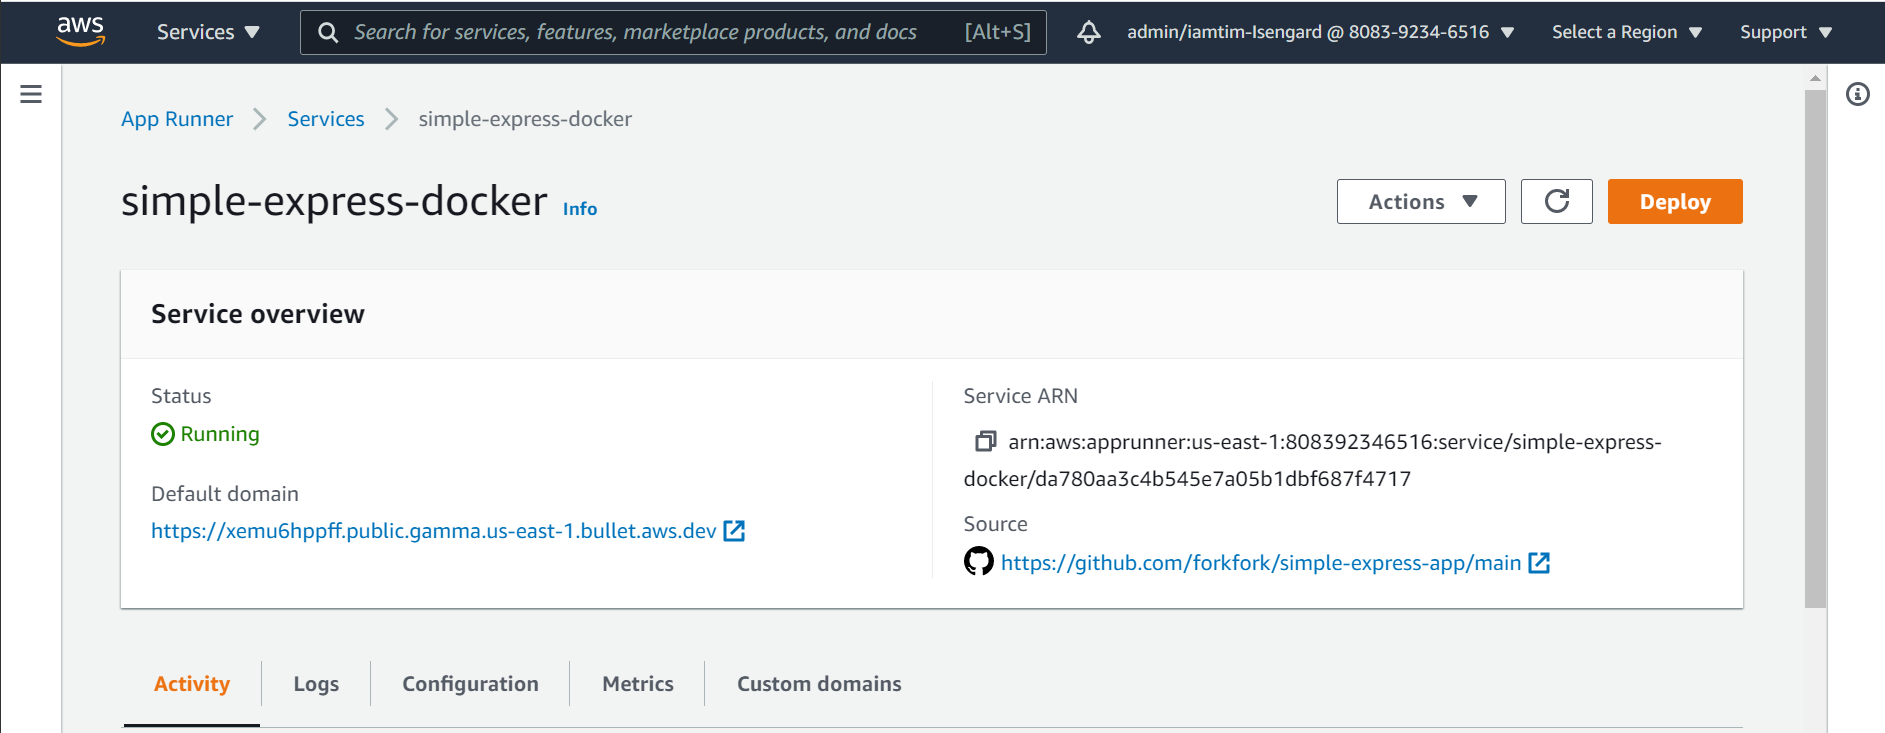 aws Services Search for services, features, marketplace products, and docs [Alt+S] admin/iamtim-Isengard @ 8083-9234-6516 Select a Region Support
App Runner Services simple-express-docker
simple-express-docker Info Actions Deploy
Service overview
Status
Running
Default domain
https://xemu6hppff.public.gamma.us-east-1.bullet.aws.dev
Service ARN
arn:aws:apprunner:us-east-1:808392346516:service/simple-express-
docker/da780aa3c4b545e7a05b1dbf687f4717
Source
https://github.com/forkfork/simple-express-app/main
Activity Logs Configuration Metrics Custom domains